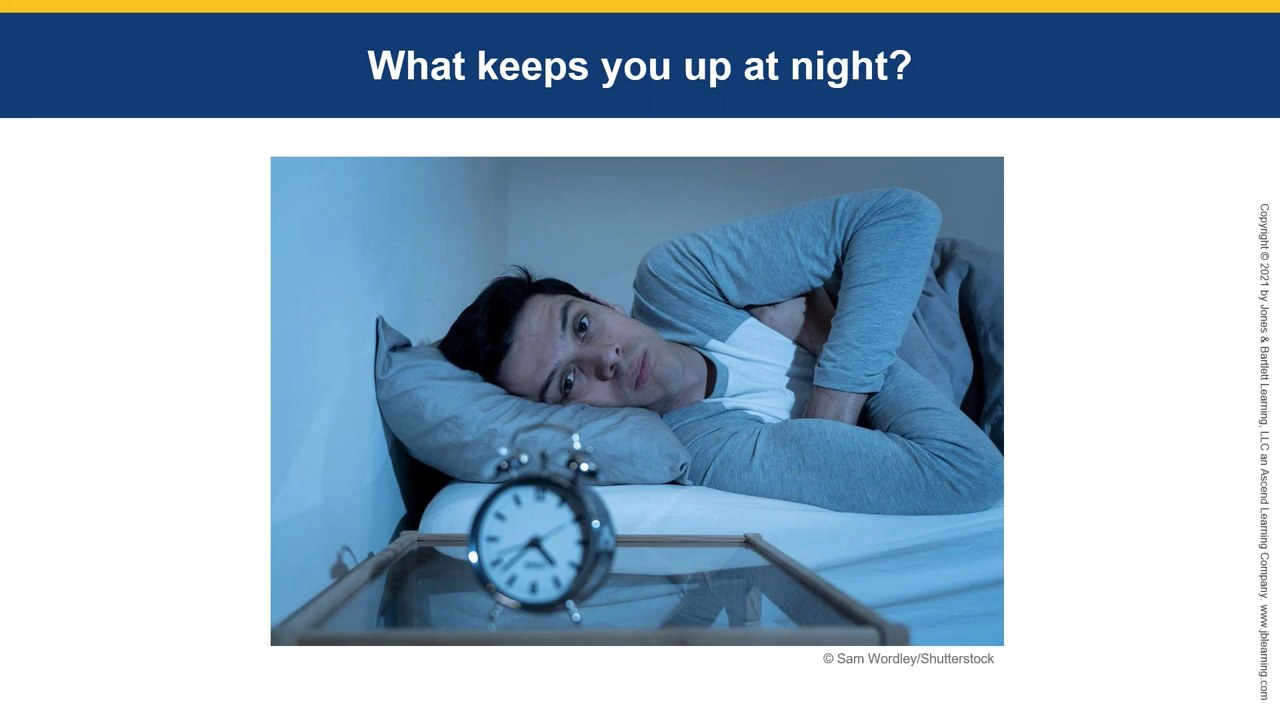 What keeps you up at night?
© Sam Wordley/Shutterstock
Copyright © 2021 by Jones & Bartlett Learning, LLC an Ascend Learning Company. www.jblearning.com